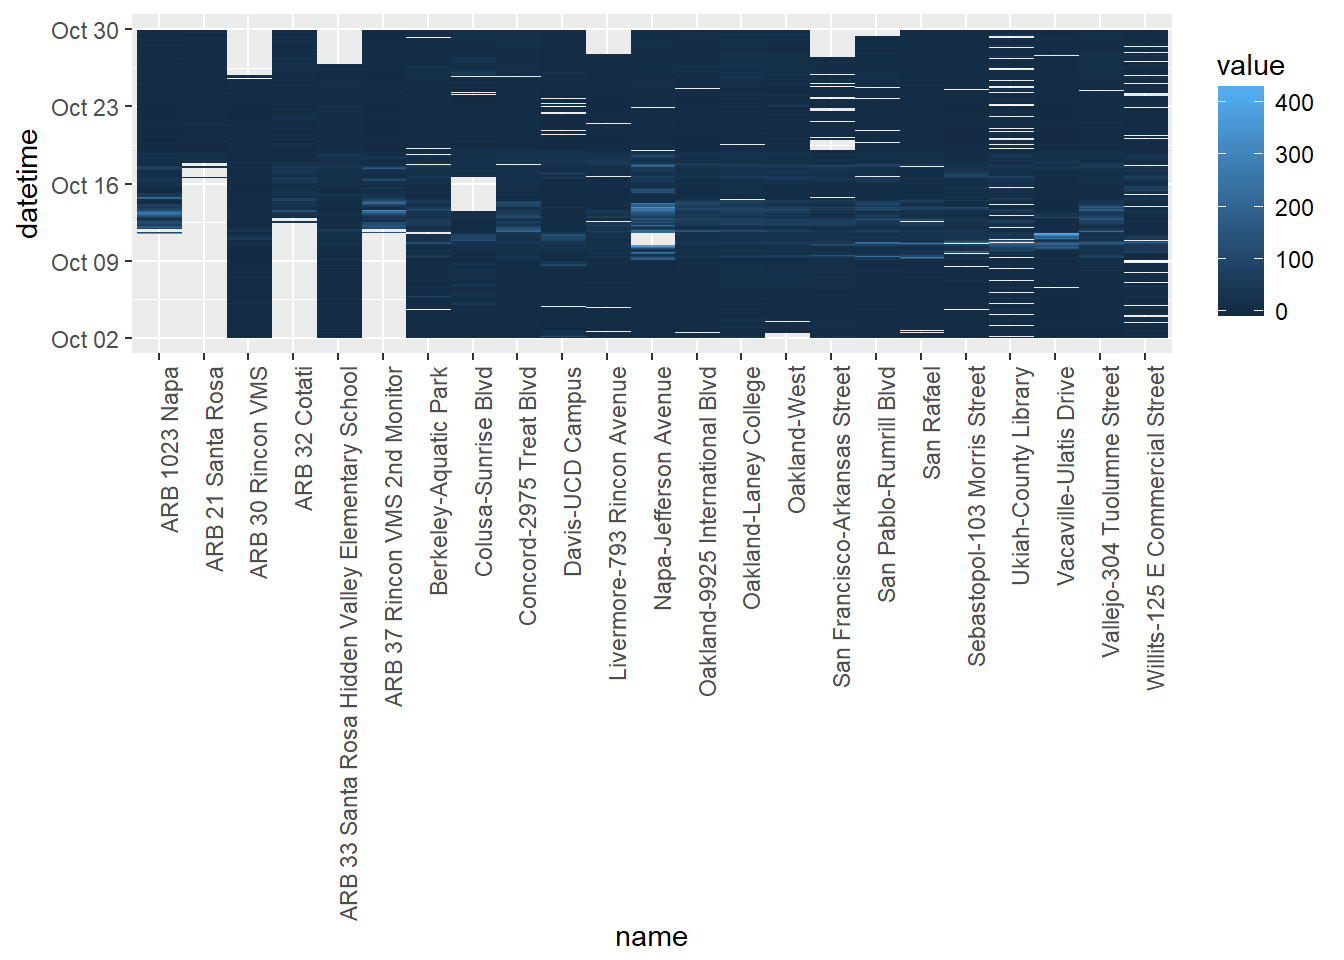 Oct 30
Oct 23
Oct 16
Oct 09
Oct 02
datetime
value
400
300
200
100
0
ARB 1023 Napa
ARB 21 Santa Rosa
ARB 30 Rincon VMS
ARB 32 Cotati
ARB 33 Santa Rosa Hidden Valley Elementary School
ARB 37 Rincon VMS 2nd Monitor
Berkeley-Aquatic Park
Colusa-Sunrise Blvd
Concord-2975 Treat Blvd
Davis-UCD Campus
Livermore-793 Rincon Avenue
Napa-Jefferson Avenue
Oakland-9925 International Blvd
Oakland-Laney College
Oakland-West
San Francisco-Arkansas Street
San Pablo-Rumrill Blvd
San Rafael
Sebastopol-103 Morris Street
Ukiah-County Library
Vacaville-Ulatis Drive
Vallejo-304 Tuolumne Street
Willits-125 E Commercial Street
name